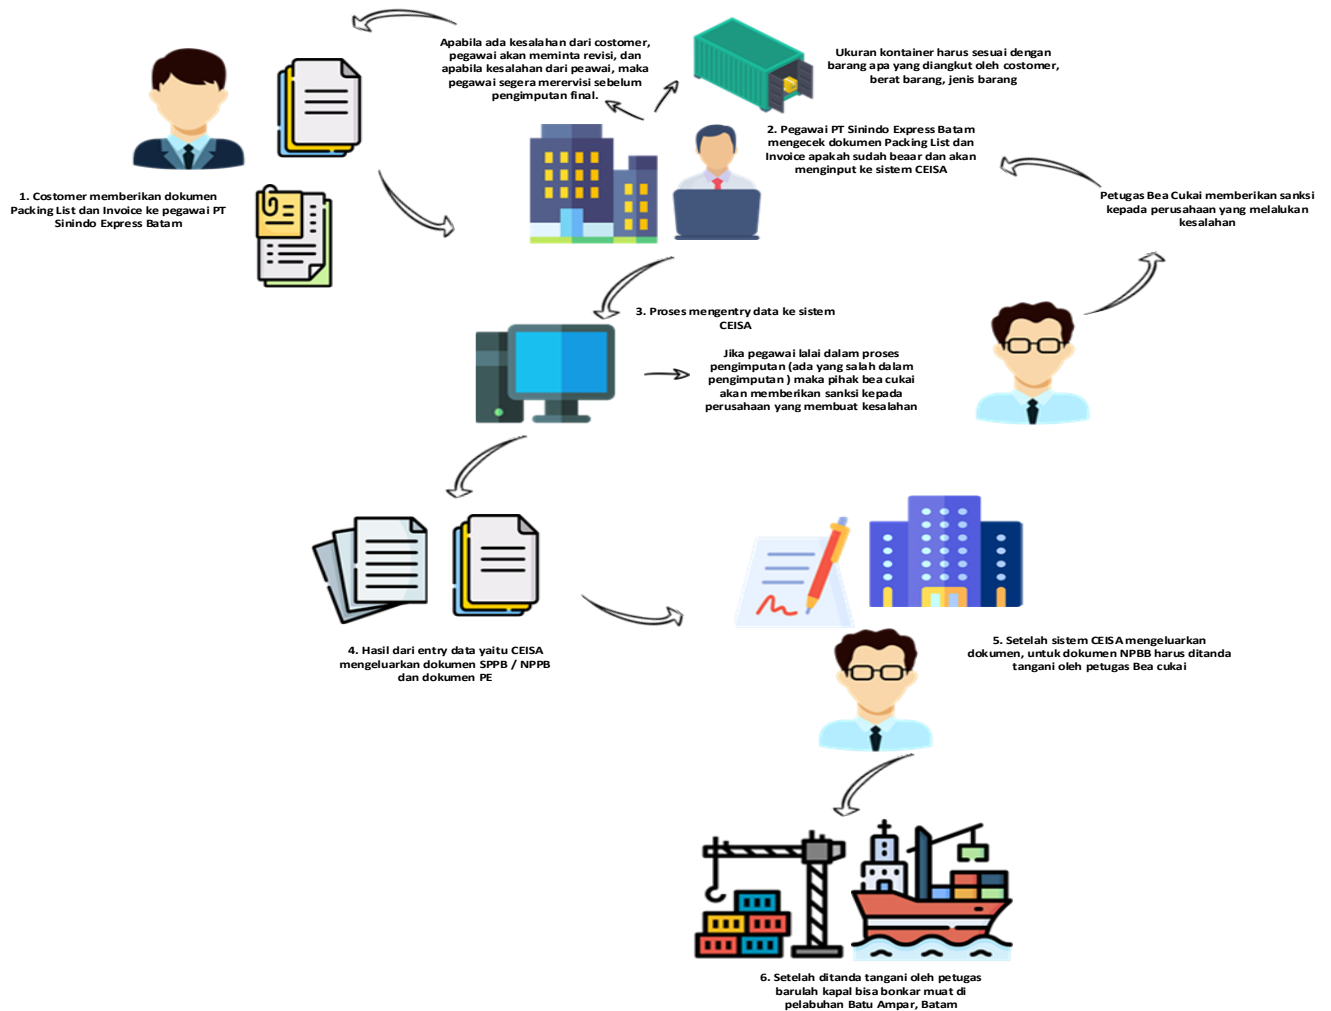 Apabila ada kesalahan dari costomer,
pegawai akan meminta revisi, dan
apabila kesalahan dari peawai, maka
pegawai segera merervisi sebelum
pengimputan final.
Ukuran kontainer harus sesuai dengan
barang apa yang diangkut oleh costomer,
berat barang, jenis barang
1. Costomer memberikan dokumen
Packing List dan Invoice ke pegawai PT
Sinindo Express Batam
2. Pegawai PT Sinindo Express Batam
mengecek dokumen Packing List dan
Invoice apakah sudah beaar dan akan
menginput ke sistem CEISA
Petugas Bea Cukai memberikan sanksi
kepada perusahaan yang melalukan
kesalahan
3. Proses mengentry data ke sistem
CEISA
Jika pegawai lalai dalam proses
pengimputan (ada yang salah dalam
pengimputan ) maka pihak bea cukai
akan memberikan sanksi kepada
perusahaan yang membuat kesalahan
4. Hasil dari entry data yaitu CEISA
mengeluarkan dokumen SPPB / NPPB
dan dokumen PE
5. Setelah sistem CEISA mengeluarkan
dokumen, untuk dokumen NPBB harus ditanda
tangani oleh petugas Bea cukai
6. Setelah ditanda tangani oleh petugas
barulah kapal bisa bonkar muat di
pelabuhan Batu Ampar, Batam